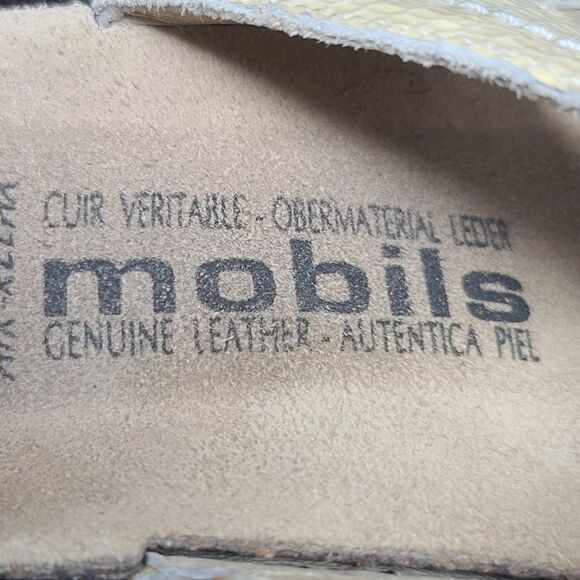 CUIR VERITABLE - OBERMATERIAL LEDER
mobils
GENUINE LEATHER - AUTENTICA PIEL